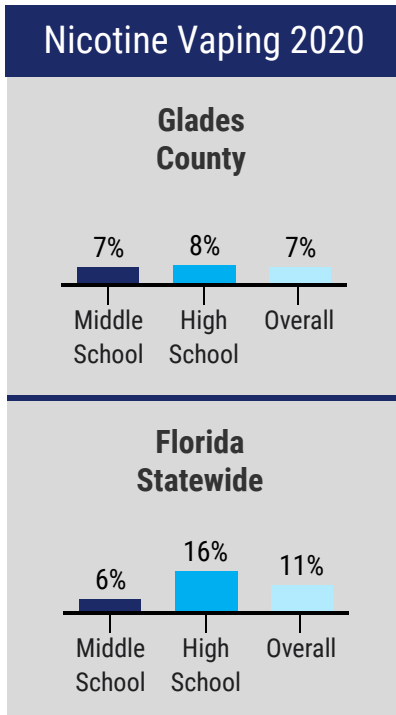 Nicotine Vaping 2020
Glades
County
7%
8%
7%
Middle
School
High
School
Overall
Florida
Statewide
6%
16%
11%
Middle
School
High
School
Overall